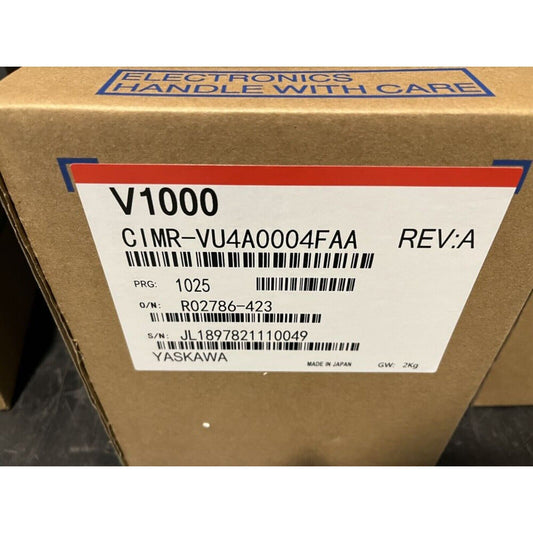 ELECTRONICS
HANDLE WITH CARE
V1000
CIMR-VU4A0004FAA REV:A
PRG: 1025
O/N: R02786-423
S/N: JL1897821110049
YASKAWA MADE IN JAPAN GW: 2Kg